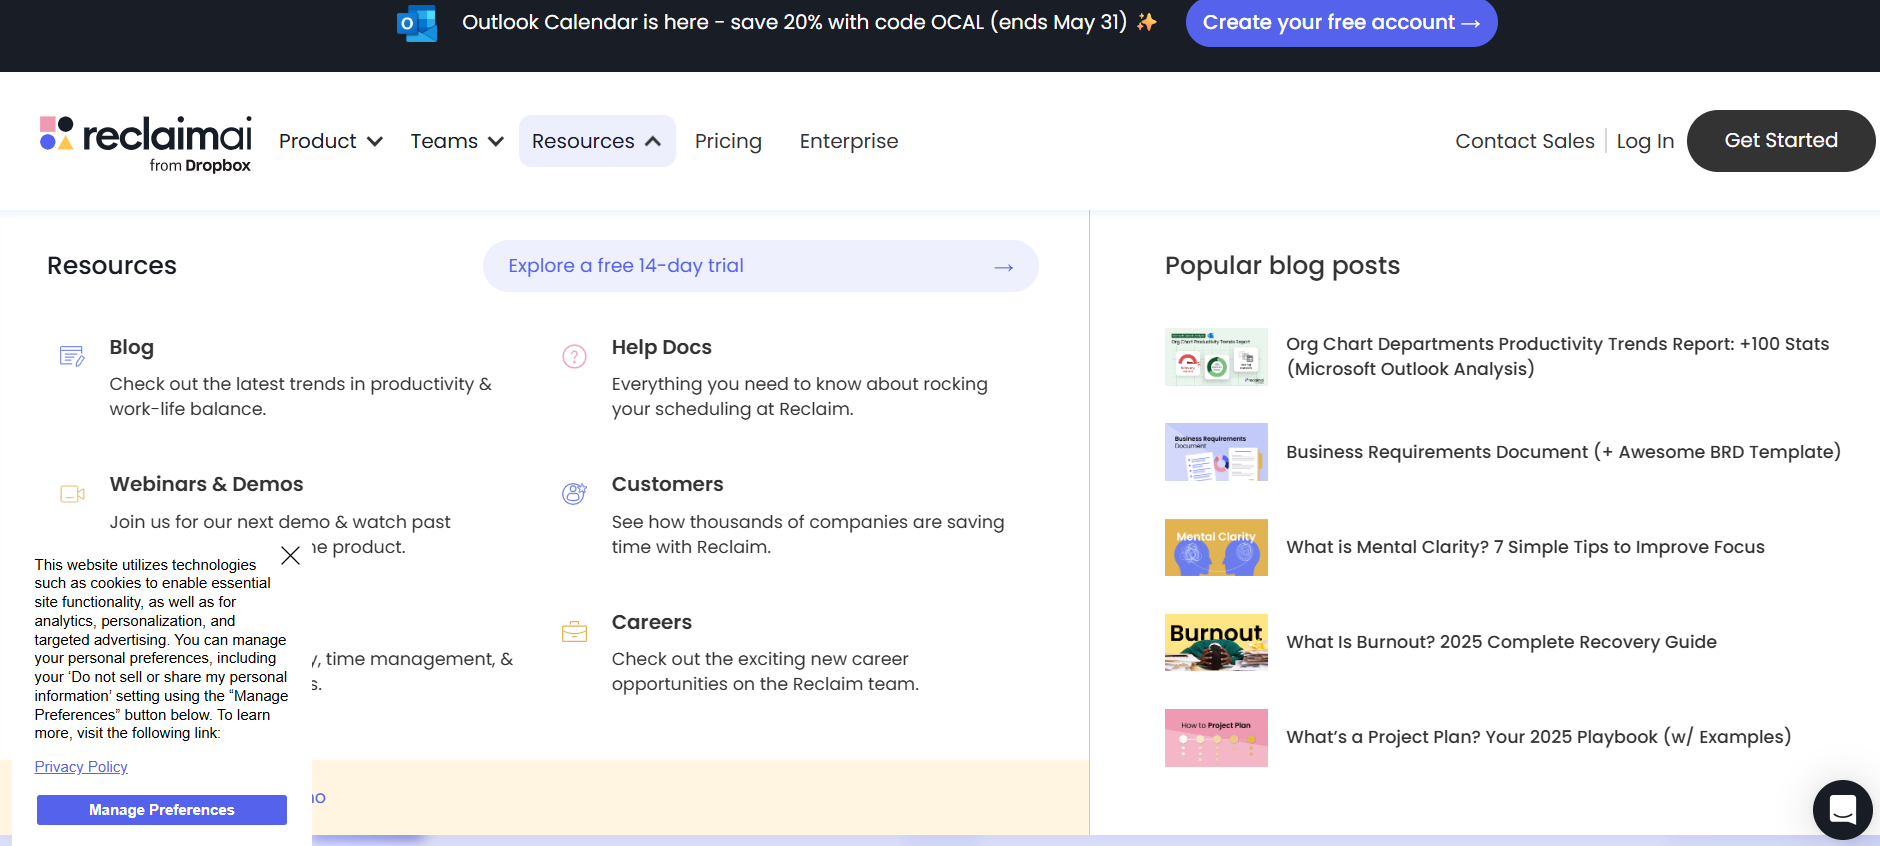 Outlook Calendar is here - save 20% with code OCAL (ends May 31) ✨
Create your free account →
reclaimai
from Dropbox
Product
Teams
Resources
Pricing
Enterprise
Contact Sales
Log In
Get Started
Resources
Explore a free 14-day trial →
Blog
Check out the latest trends in productivity &
work-life balance.
Help Docs
Everything you need to know about rocking
your scheduling at Reclaim.
Webinars & Demos
Join us for our next demo & watch past
product.
Customers
See how thousands of companies are saving
time with Reclaim.
time management, &
Careers
Check out the exciting new career
opportunities on the Reclaim team.
This website utilizes technologies
such as cookies to enable essential
site functionality, as well as for
analytics, personalization, and
targeted advertising. You can manage
your personal preferences, including
your ‘Do not sell or share my personal
information’ setting using the “Manage
Preferences” button below. To learn
more, visit the following link:
Privacy Policy
Manage Preferences
Popular blog posts
Org Chart Departments Productivity Trends Report: +100 Stats
(Microsoft Outlook Analysis)
Org Chart Productivity Trends Report
Business Requirements
Document
Business Requirements Document (+ Awesome BRD Template)
Mental Clarity
What is Mental Clarity? 7 Simple Tips to Improve Focus
Burnout
What Is Burnout? 2025 Complete Recovery Guide
How to Project Plan
What’s a Project Plan? Your 2025 Playbook (w/ Examples)